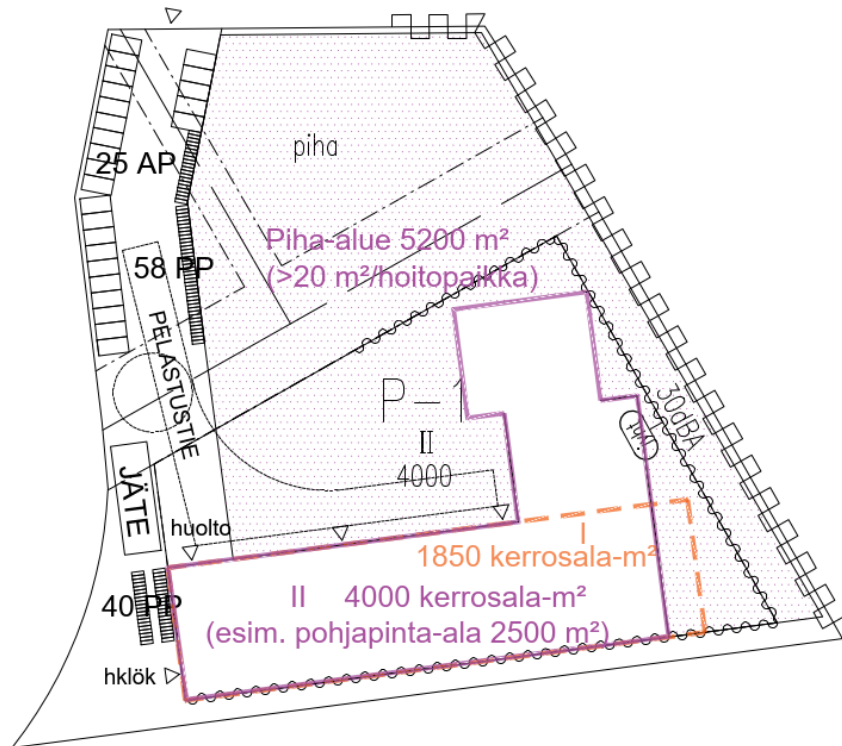 piha
25 AP
Piha-alue 5200 m²
(>20 m²/hoitopaikka)
58 PP
PELASTUSTIE
P-1
II
4000
30dBA
JÄTE
huolto
1850 kerrosala-m²
I
II 4000 kerrosala-m²
(esim. pohjapinta-ala 2500 m²)
40 PP
hklök